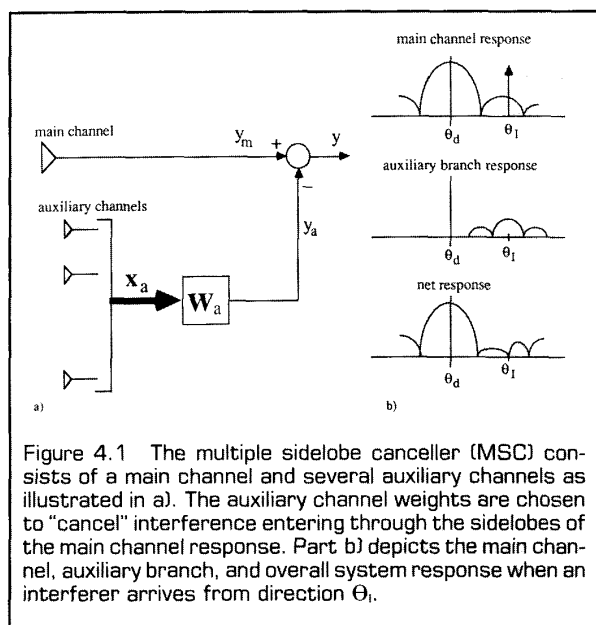 main channel
y_m
+
y
−
auxiliary channels
y_a
x_a
W_a
a)
main channel response
θ_d
θ_I
auxiliary branch response
θ_d
θ_I
net response
θ_d
θ_I
b)
Figure 4.1 The multiple sidelobe canceller (MSC) con-
sists of a main channel and several auxiliary channels as
illustrated in a). The auxiliary channel weights are chosen
to "cancel" interference entering through the sidelobes of
the main channel response. Part b) depicts the main chan-
nel, auxiliary branch, and overall system response when an
interferer arrives from direction Θ_I.